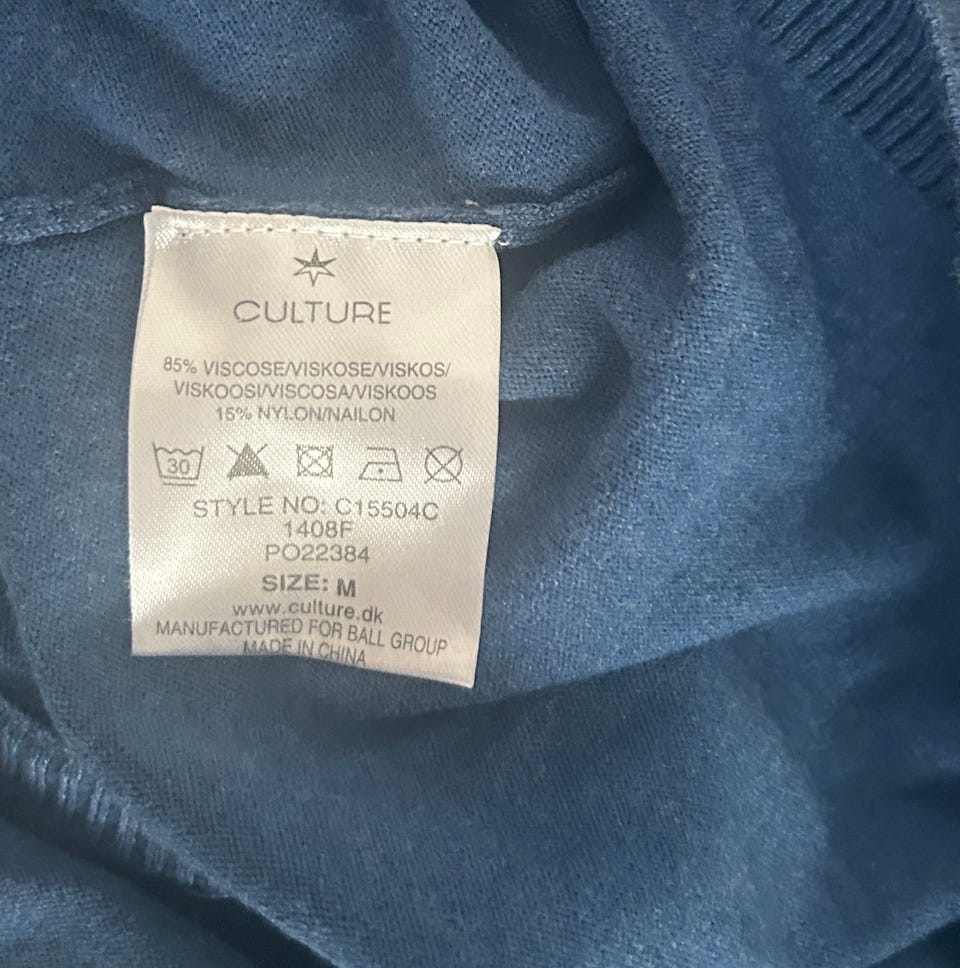 CULTURE
85% VISCOSE/VISKOSE/VISKOS/
VISKOOSI/VISCOSA/VISKOOS
15% NYLON/NAILON
30
STYLE NO: C15504C
1408F
PO22384
SIZE: M
www.culture.dk
MANUFACTURED FOR BALL GROUP
MADE IN CHINA